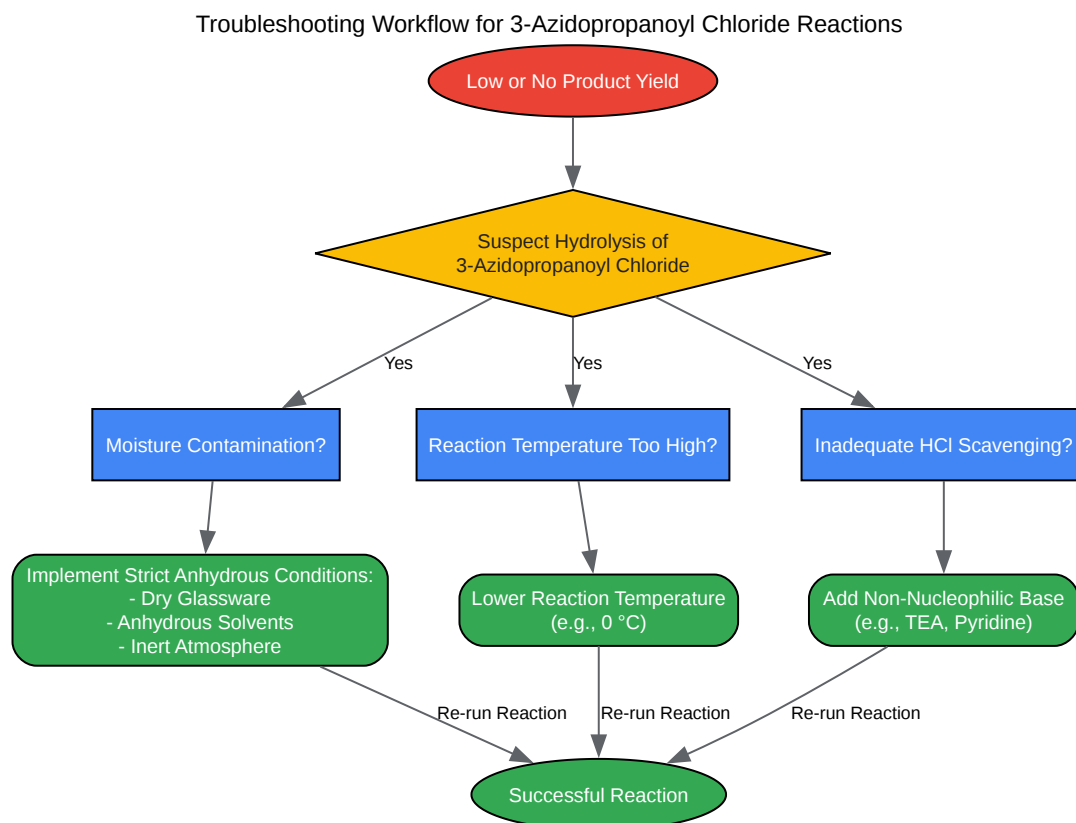 Troubleshooting Workflow for 3-Azidopropanoyl Chloride Reactions
Low or No Product Yield
Suspect Hydrolysis of
3-Azidopropanoyl Chloride
Yes
Yes
Yes
Moisture Contamination?
Reaction Temperature Too High?
Inadequate HCl Scavenging?
Implement Strict Anhydrous Conditions:
- Dry Glassware
- Anhydrous Solvents
- Inert Atmosphere
Lower Reaction Temperature
(e.g., 0 °C)
Add Non-Nucleophilic Base
(e.g., TEA, Pyridine)
Re-run Reaction
Re-run Reaction
Re-run Reaction
Successful Reaction